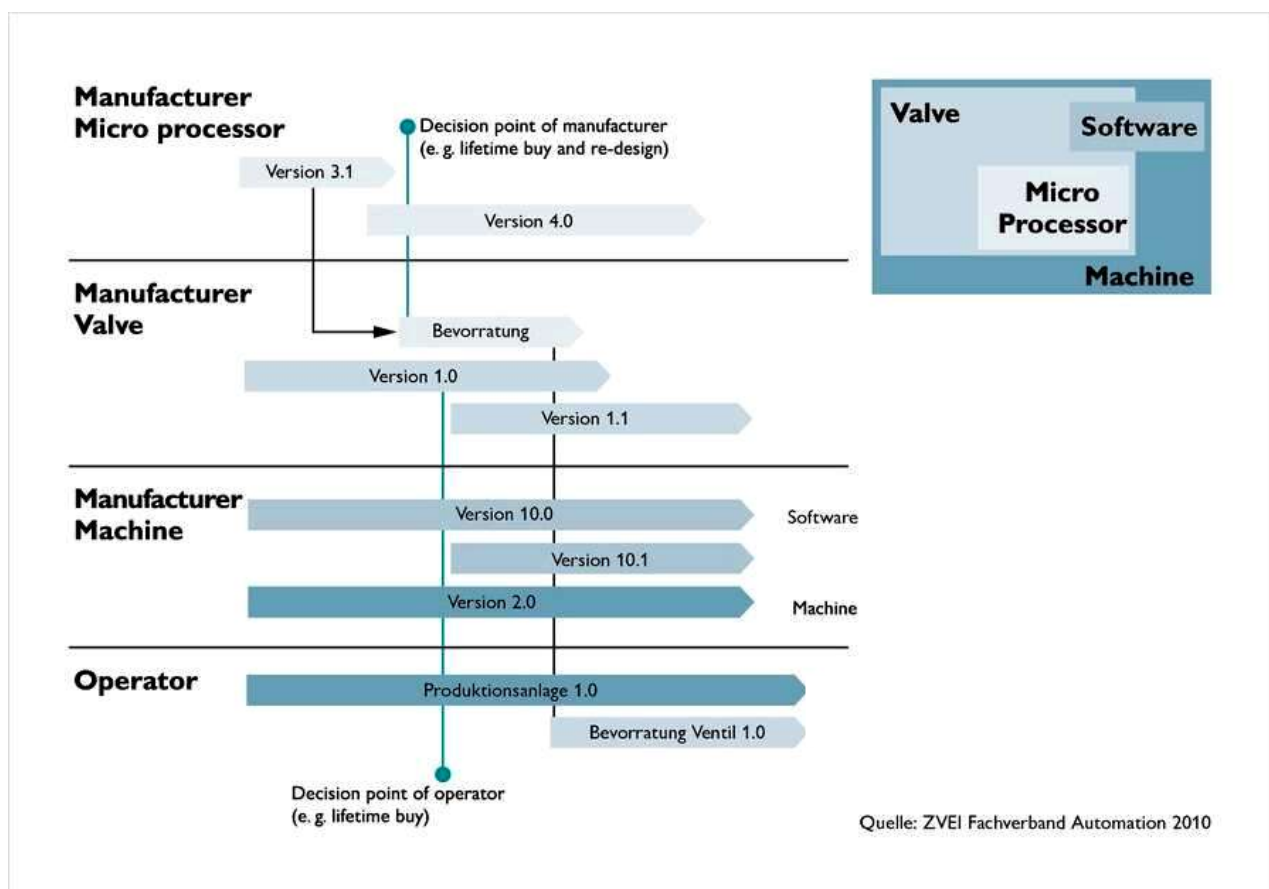 Manufacturer
Micro processor
Decision point of manufacturer
(e. g. lifetime buy and re-design)
Version 3.1
Version 4.0
Valve
Software
Micro
Processor
Machine
Manufacturer
Valve
Bevorratung
Version 1.0
Version 1.1
Manufacturer
Machine
Version 10.0
Software
Version 10.1
Version 2.0
Machine
Operator
Produktionsanlage 1.0
Bevorratung Ventil 1.0
Decision point of operator
(e. g. lifetime buy)
Quelle: ZVEI Fachverband Automation 2010